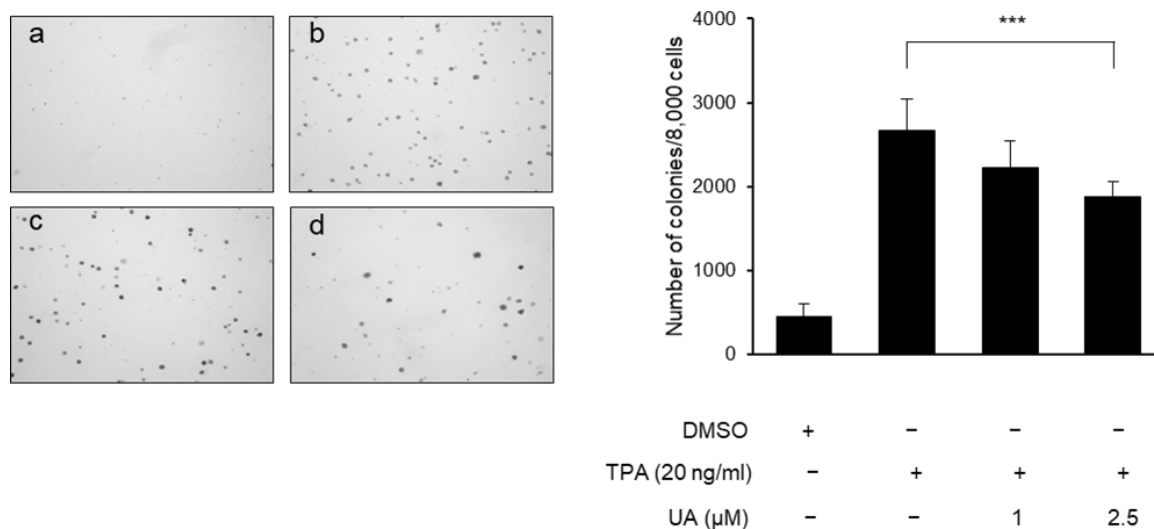 a
b
c
d
Number of colonies/8,000 cells
4000
3000
2000
1000
0
***
DMSO + − − −
TPA (20 ng/ml) − + + +
UA (µM) − − 1 2.5